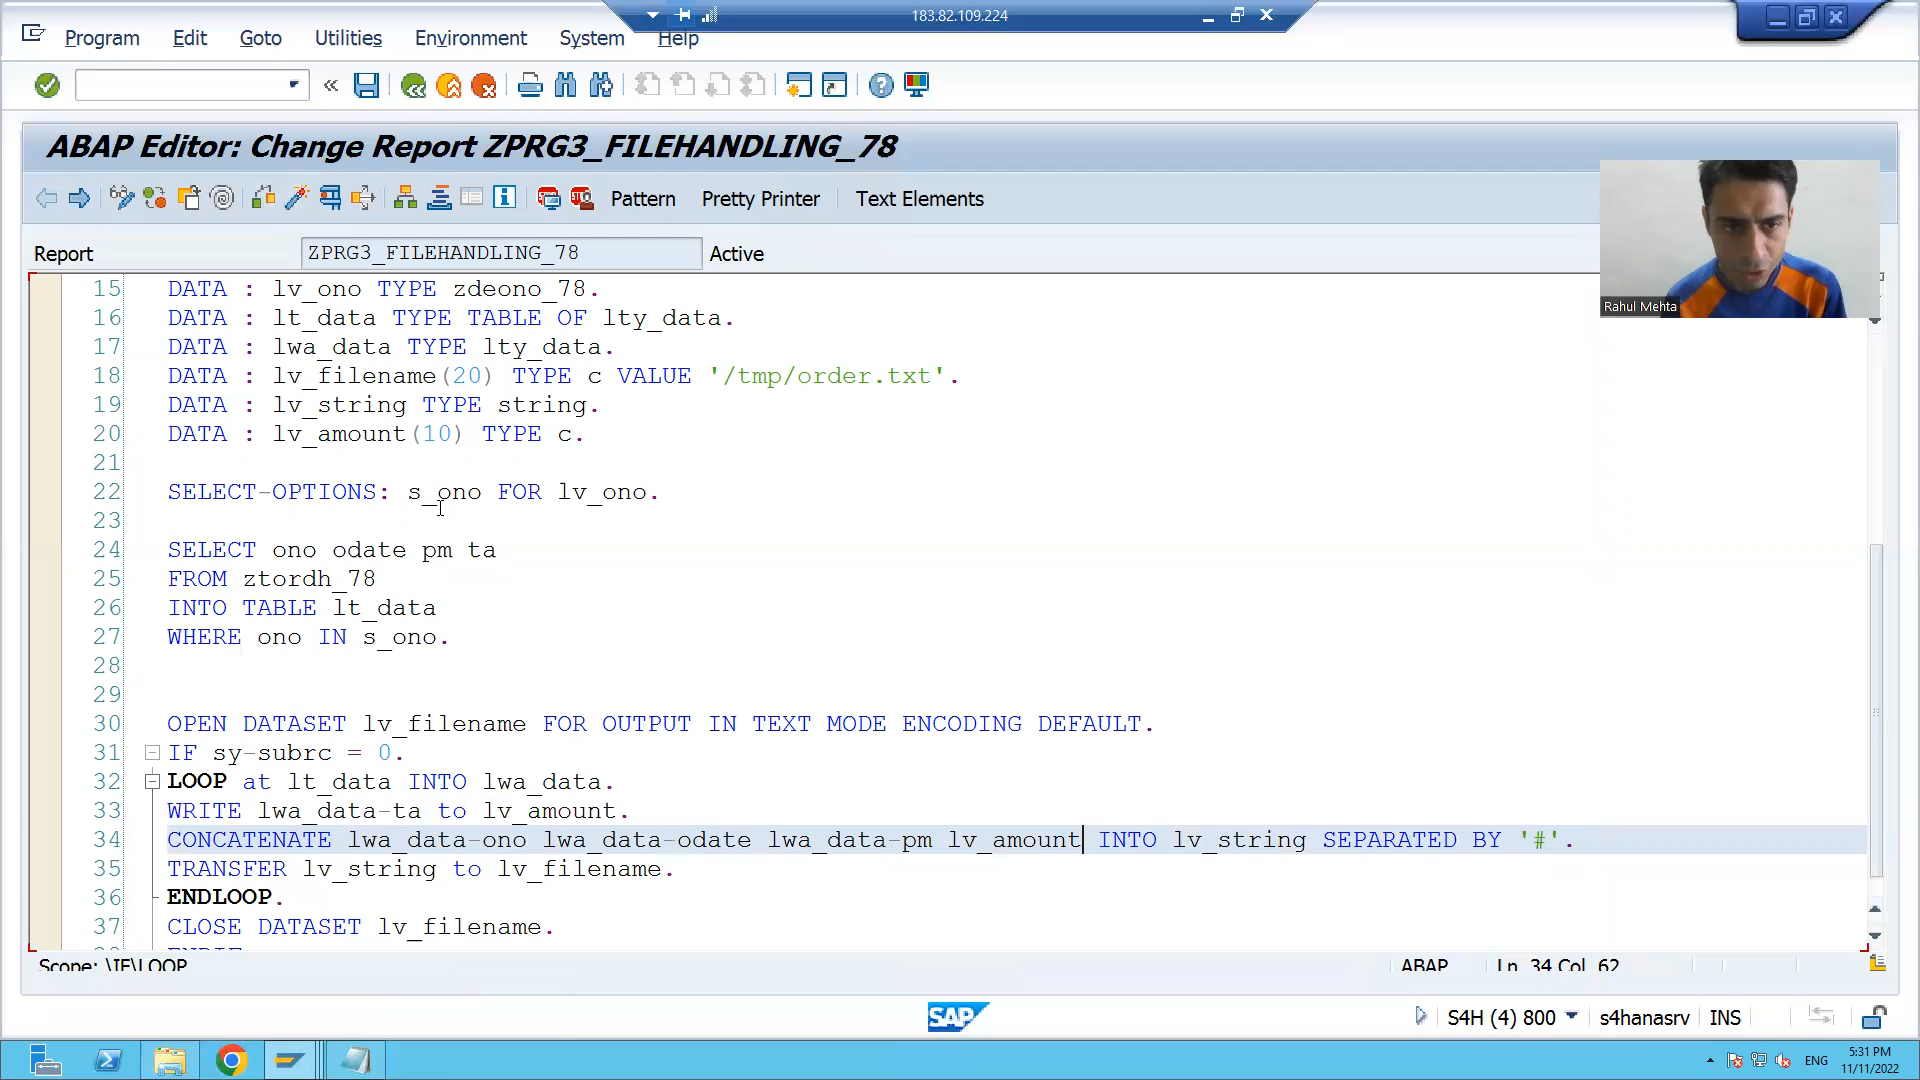 183.82.109.224
Program Edit Goto Utilities Environment System Help
ABAP Editor: Change Report ZPRG3_FILEHANDLING_78
Pattern Pretty Printer Text Elements
Report ZPRG3_FILEHANDLING_78 Active
Rahul Mehta
15 DATA : lv_ono TYPE zdeono_78.
16 DATA : lt_data TYPE TABLE OF lty_data.
17 DATA : lwa_data TYPE lty_data.
18 DATA : lv_filename(20) TYPE c VALUE '/tmp/order.txt'.
19 DATA : lv_string TYPE string.
20 DATA : lv_amount(10) TYPE c.
21
22 SELECT-OPTIONS: s_ono FOR lv_ono.
23
24 SELECT ono odate pm ta
25 FROM ztordh_78
26 INTO TABLE lt_data
27 WHERE ono IN s_ono.
28
29
30 OPEN DATASET lv_filename FOR OUTPUT IN TEXT MODE ENCODING DEFAULT.
31 IF sy-subrc = 0.
32 LOOP at lt_data INTO lwa_data.
33 WRITE lwa_data-ta to lv_amount.
34 CONCATENATE lwa_data-ono lwa_data-odate lwa_data-pm lv_amount INTO lv_string SEPARATED BY '#'.
35 TRANSFER lv_string to lv_filename.
36 ENDLOOP.
37 CLOSE DATASET lv_filename.
Scope: \IF\LOOP ABAP Ln 34 Col 62
SAP S4H (4) 800 s4hanasrv INS
ENG 5:31 PM
11/11/2022